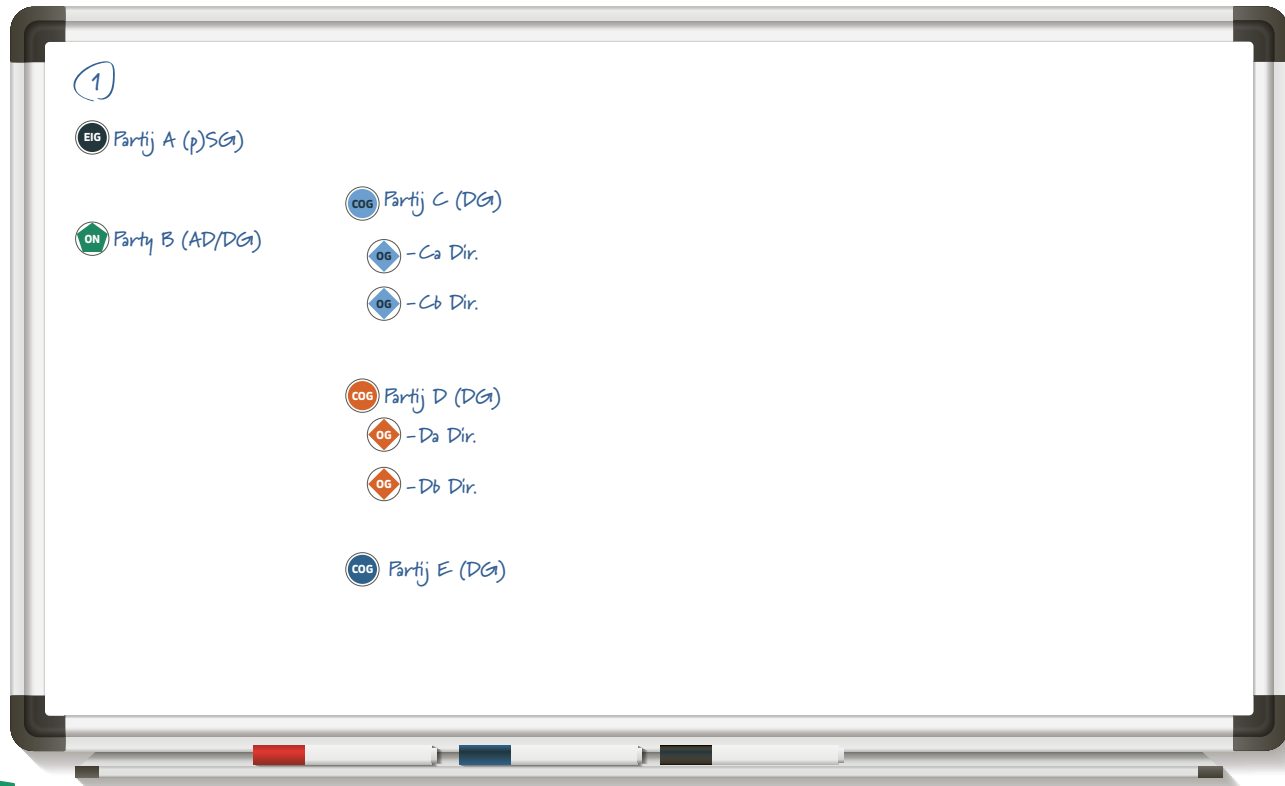 1
EIG Partij A (p)SG)
ON Party B (AD/DG)
COG Partij C (DG)
OG -Ca Dir.
OG -Cb Dir.
COG Partij D (DG)
OG -Da Dir.
OG -Db Dir.
COG Partij E (DG)